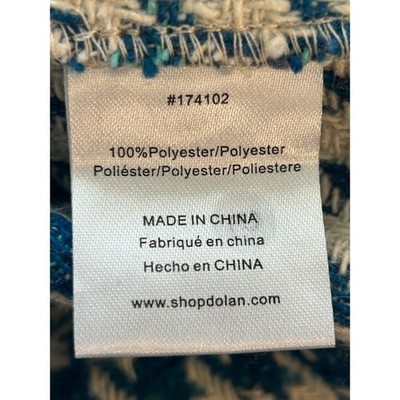 #174102
100%Polyester/Polyester
Poliéster/Polyester/Poliestere
MADE IN CHINA
Fabriqué en china
Hecho en CHINA
www.shopdolan.com